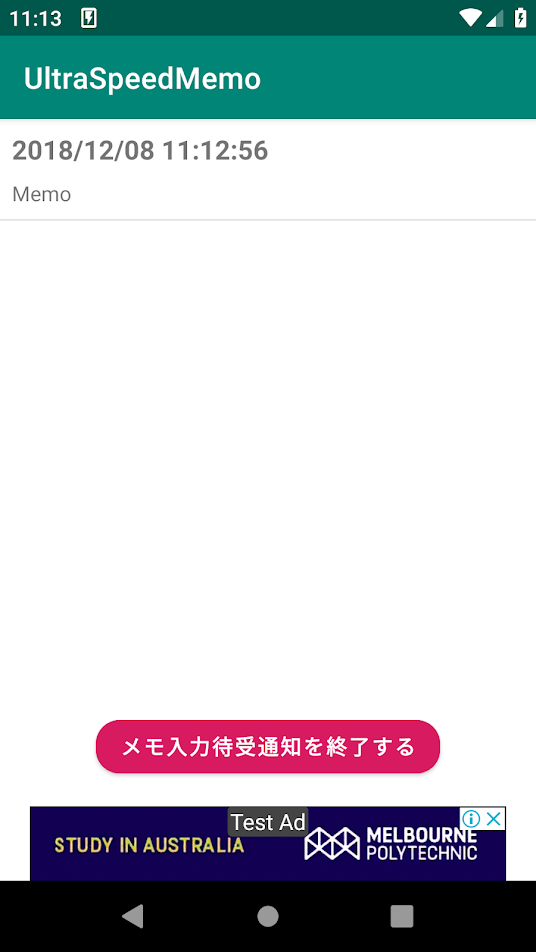 11:13
UltraSpeedMemo
2018/12/08 11:12:56
Memo
メモ入力待受通知を終了する
Test Ad
STUDY IN AUSTRALIA
MELBOURNE
POLYTECHNIC